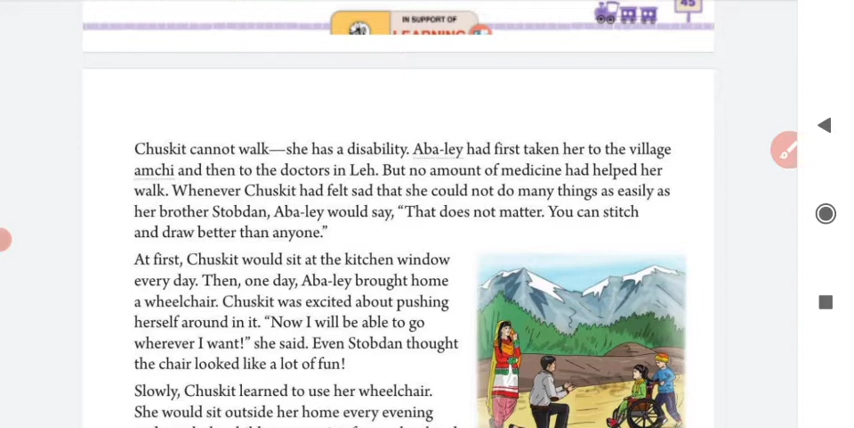 45
IN SUPPORT OF
LEARNING
Chuskit cannot walk—she has a disability. Aba-ley had first taken her to the village
amchi and then to the doctors in Leh. But no amount of medicine had helped her
walk. Whenever Chuskit had felt sad that she could not do many things as easily as
her brother Stobdan, Aba-ley would say, “That does not matter. You can stitch
and draw better than anyone.”
At first, Chuskit would sit at the kitchen window
every day. Then, one day, Aba-ley brought home
a wheelchair. Chuskit was excited about pushing
herself around in it. “Now I will be able to go
wherever I want!” she said. Even Stobdan thought
the chair looked like a lot of fun!
Slowly, Chuskit learned to use her wheelchair.
She would sit outside her home every evening